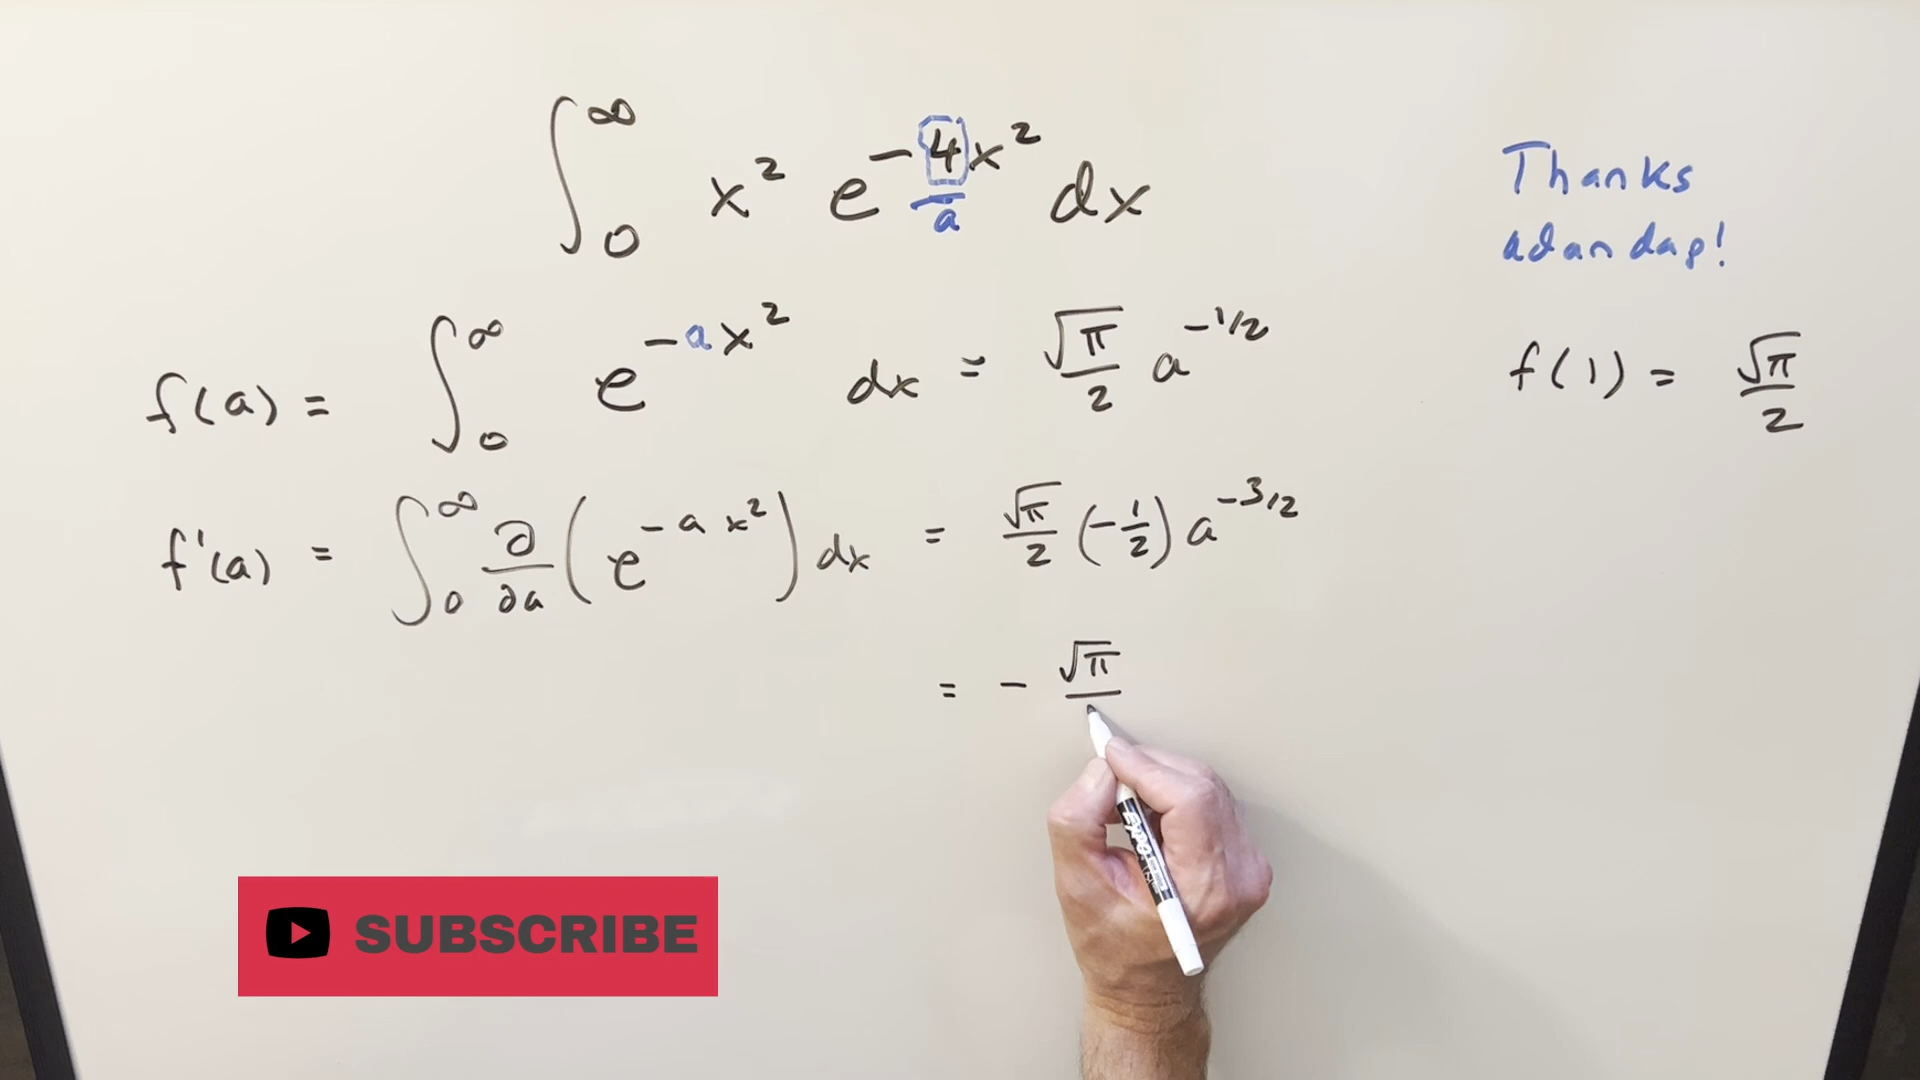 ∫₀^∞ x² e^(-4x²) dx
a
Thanks
adandap!
f(a) = ∫₀^∞ e^(-ax²) dx = √π/2 a^(-1/2)
f(1) = √π/2
f'(a) = ∫₀^∞ ∂/∂a (e^(-ax²)) dx = √π/2 (-1/2) a^(-3/2)
= - √π
EXPO
SUBSCRIBE